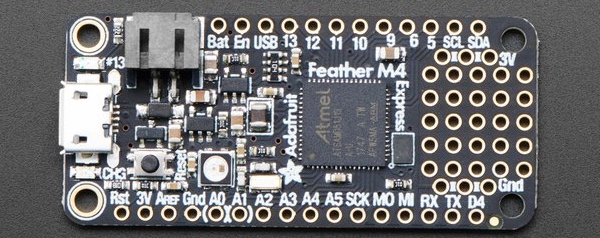 Bat En USB 13 12 11 10 9 6 5 SCL SDA
#13
3V
Feather M4
Express
Adafruit
Atmel
Reset
CHG
Gnd
Rst 3V AREF Gnd A0 A1 A2 A3 A4 A5 SCK MO MI RX TX D4